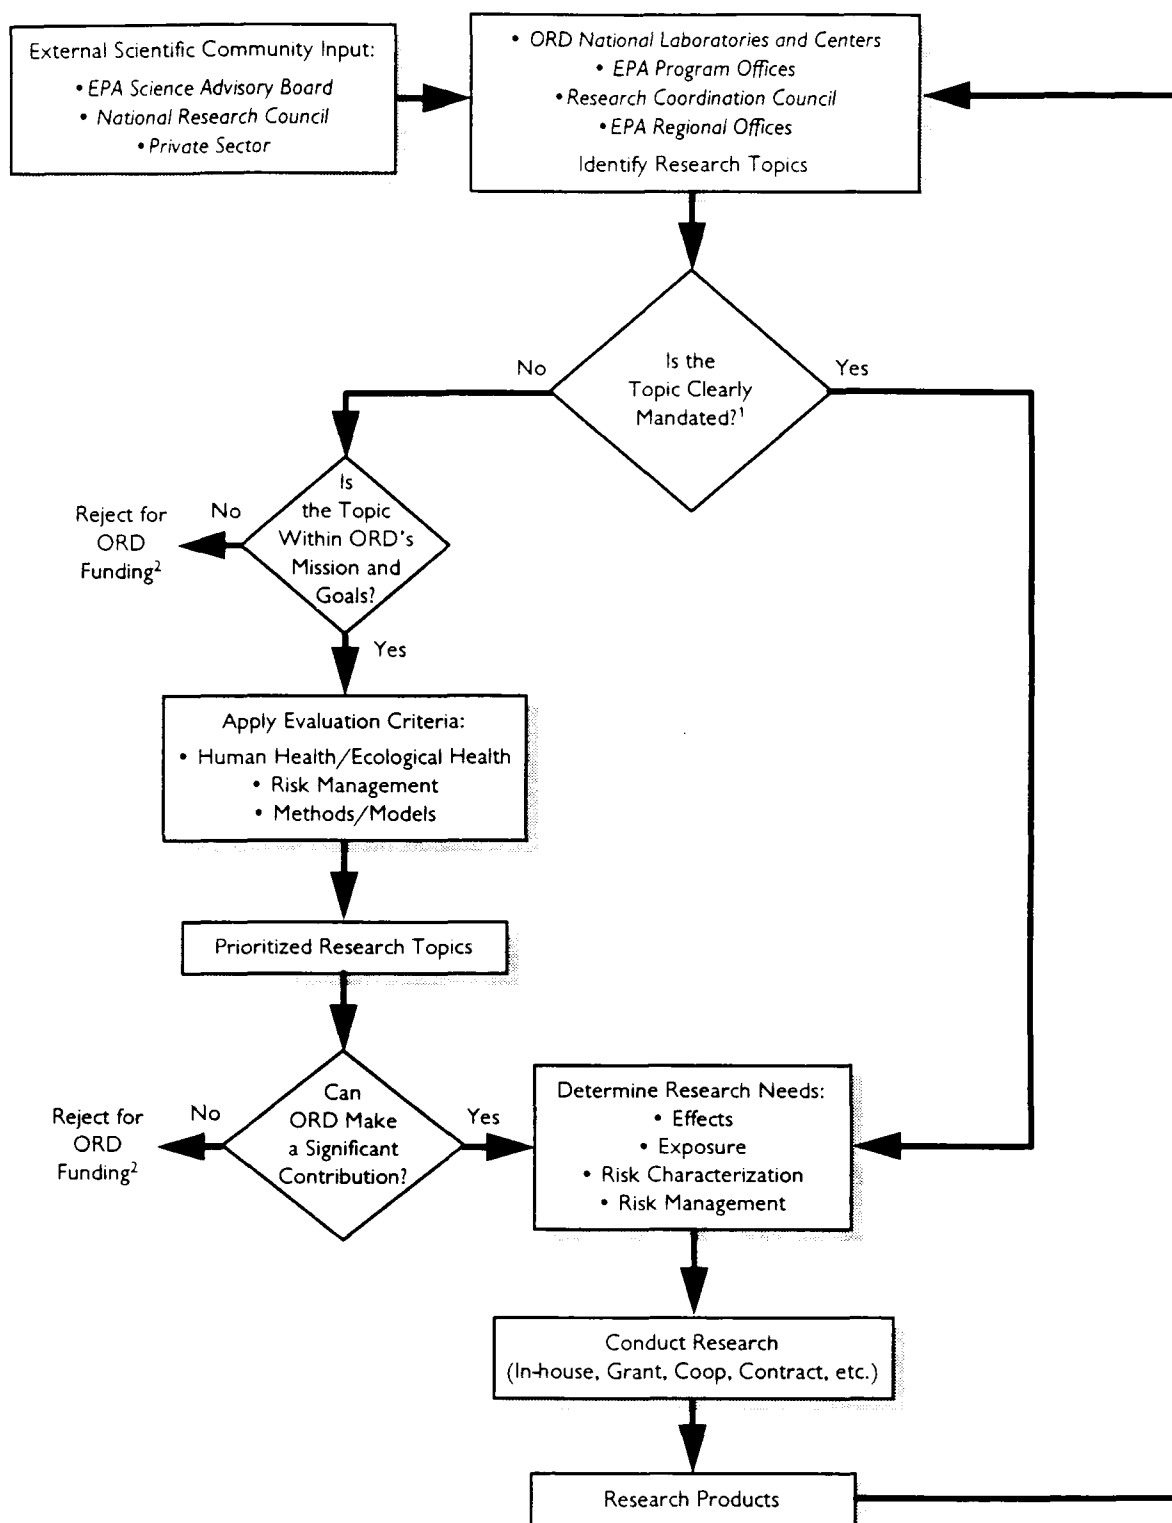 External Scientific Community Input:
• EPA Science Advisory Board
• National Research Council
• Private Sector
• ORD National Laboratories and Centers
• EPA Program Offices
• Research Coordination Council
• EPA Regional Offices
Identify Research Topics
Is the
Topic Clearly
Mandated?¹
No
Yes
Is
the Topic
Within ORD's
Mission and
Goals?
No
Reject for
ORD
Funding²
Yes
Apply Evaluation Criteria:
• Human Health/Ecological Health
• Risk Management
• Methods/Models
Prioritized Research Topics
Can
ORD Make
a Significant
Contribution?
No
Reject for
ORD
Funding²
Yes
Determine Research Needs:
• Effects
• Exposure
• Risk Characterization
• Risk Management
Conduct Research
(In-house, Grant, Coop, Contract, etc.)
Research Products